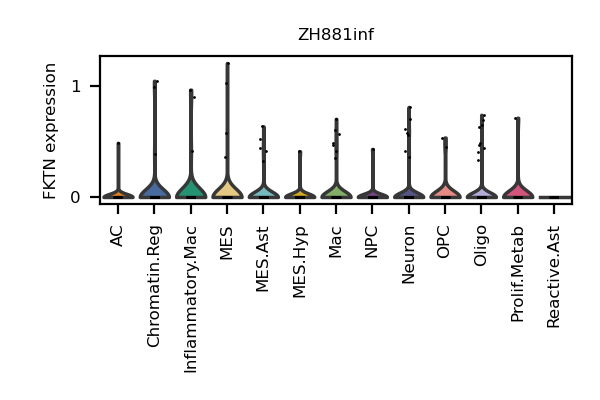 ZH881inf
FKTN expression
1
0
AC
Chromatin.Reg
Inflammatory.Mac
MES
MES.Ast
MES.Hyp
Mac
NPC
Neuron
OPC
Oligo
Prolif.Metab
Reactive.Ast